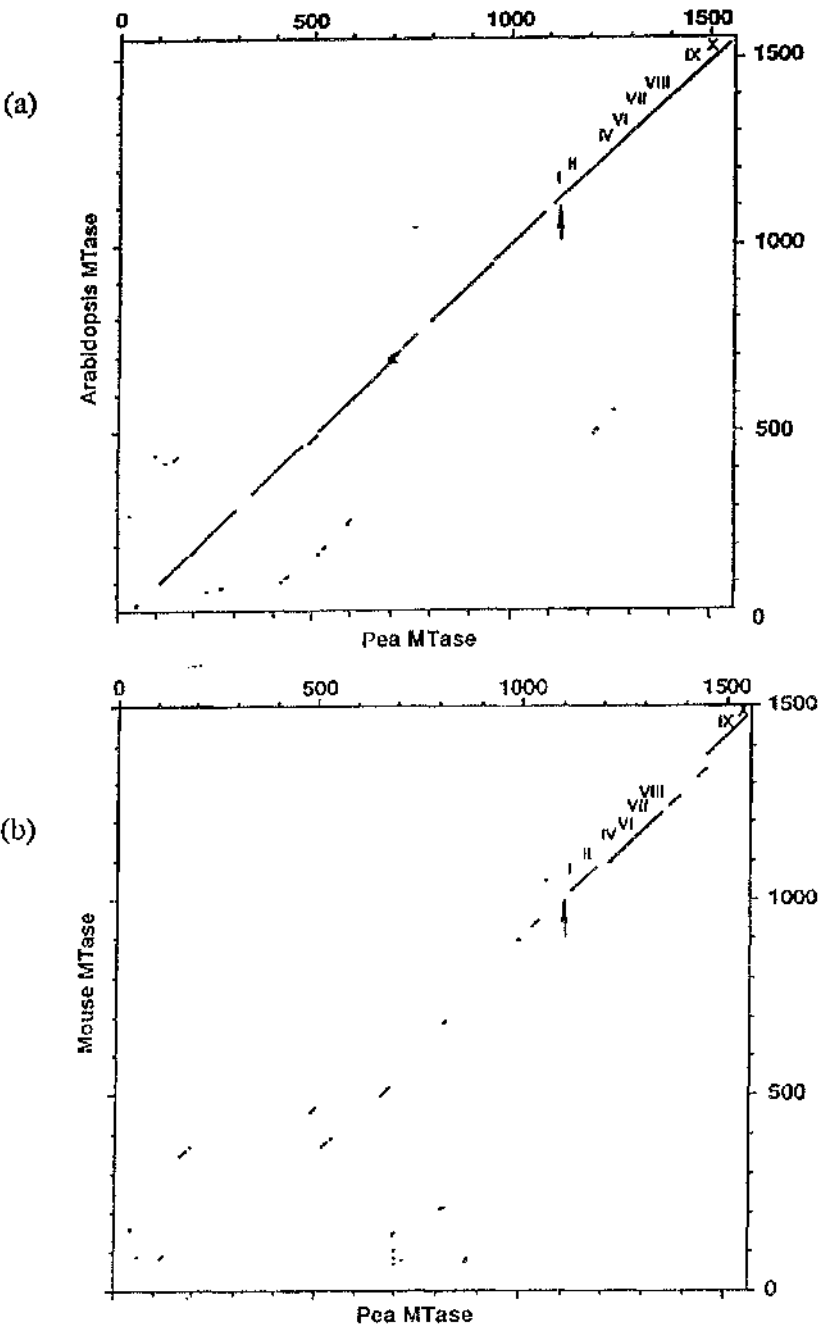 0 500 1000 1500
(a)
X
IX
1500
VIII
VII
VI
IV
II
I
1000
Arabidopsis MTase
500
0
Pea MTase
0 500 1000 1500
1500
X
IX
VIII
VII
VI
IV
II
I
(b)
1000
Mouse MTase
500
0
Pea MTase